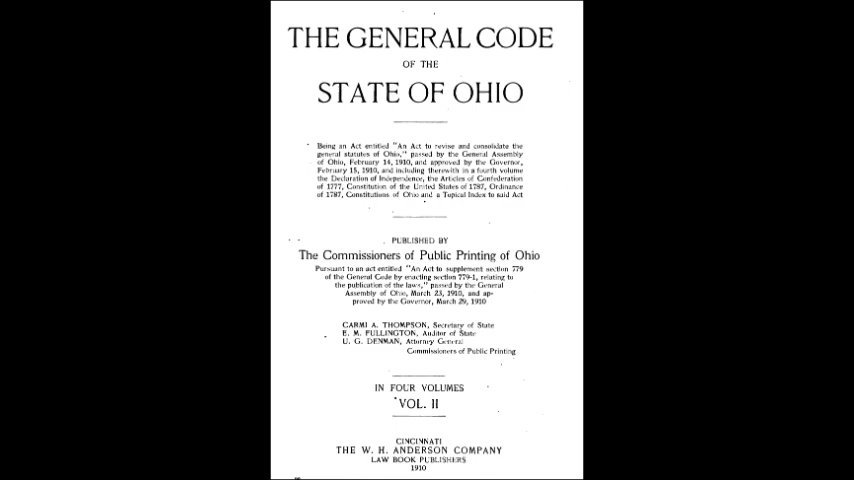 THE GENERAL CODE
OF THE
STATE OF OHIO
Being an Act entitled "An Act to revise and consolidate the
general statutes of Ohio," passed by the General Assembly
of Ohio, February 14, 1910, and approved by the Governor,
February 15, 1910, and including therewith in a fourth volume
the Declaration of Independence, the Articles of Confederation
of 1777, Constitution of the United States of 1787, Ordinance
of 1787, Constitutions of Ohio and a Topical Index to said Act
PUBLISHED BY
The Commissioners of Public Printing of Ohio
Pursuant to an act entitled "An Act to supplement section 779
of the General Code by enacting section 779-1, relating to
the publication of the laws," passed by the General
Assembly of Ohio, March 23, 1910, and ap-
proved by the Governor, March 29, 1910
CARMI A. THOMPSON, Secretary of State
E. M. FULLINGTON, Auditor of State
U. G. DENMAN, Attorney General
Commissioners of Public Printing
IN FOUR VOLUMES
VOL. II
CINCINNATI
THE W. H. ANDERSON COMPANY
LAW BOOK PUBLISHERS
1910